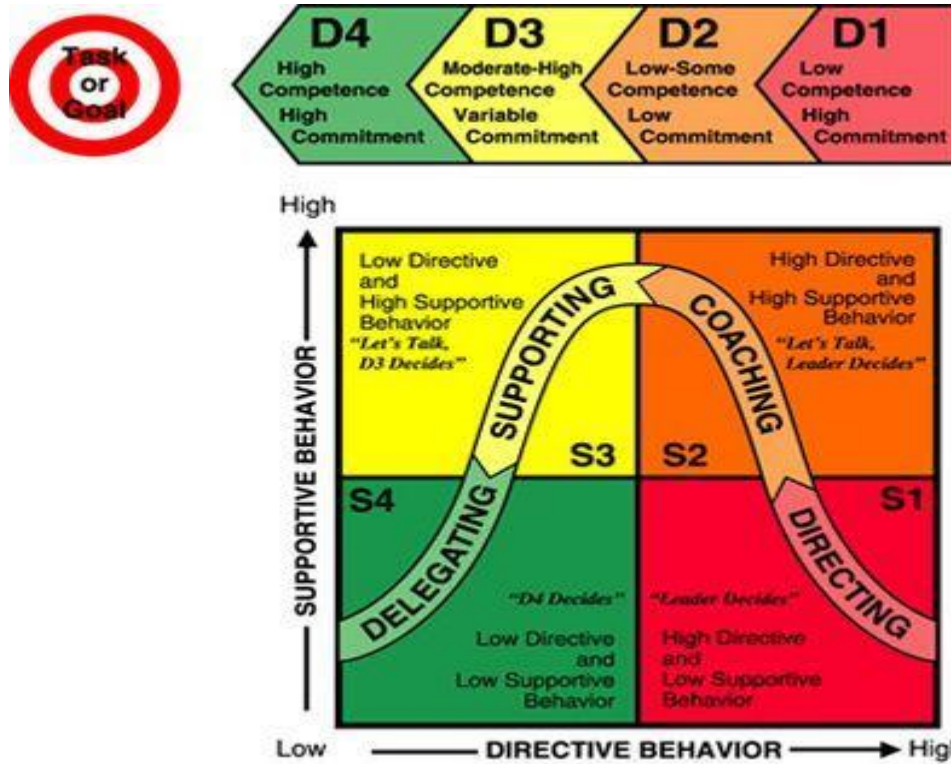 Task
or
Goal
D4
High
Competence
High
Commitment
D3
Moderate-High
Competence
Variable
Commitment
D2
Low-Some
Competence
Low
Commitment
D1
Low
Competence
High
Commitment
High
SUPPORTIVE BEHAVIOR
Low Directive
and
High Supportive
Behavior
“Let's Talk,
D3 Decides”
SUPPORTING
S3
High Directive
and
High Supportive
Behavior
“Let's Talk,
Leader Decides”
COACHING
S2
S4
DELEGATING
“D4 Decides”
Low Directive
and
Low Supportive
Behavior
S1
DIRECTING
“Leader Decides”
High Directive
and
Low Supportive
Behavior
Low
DIRECTIVE BEHAVIOR
High